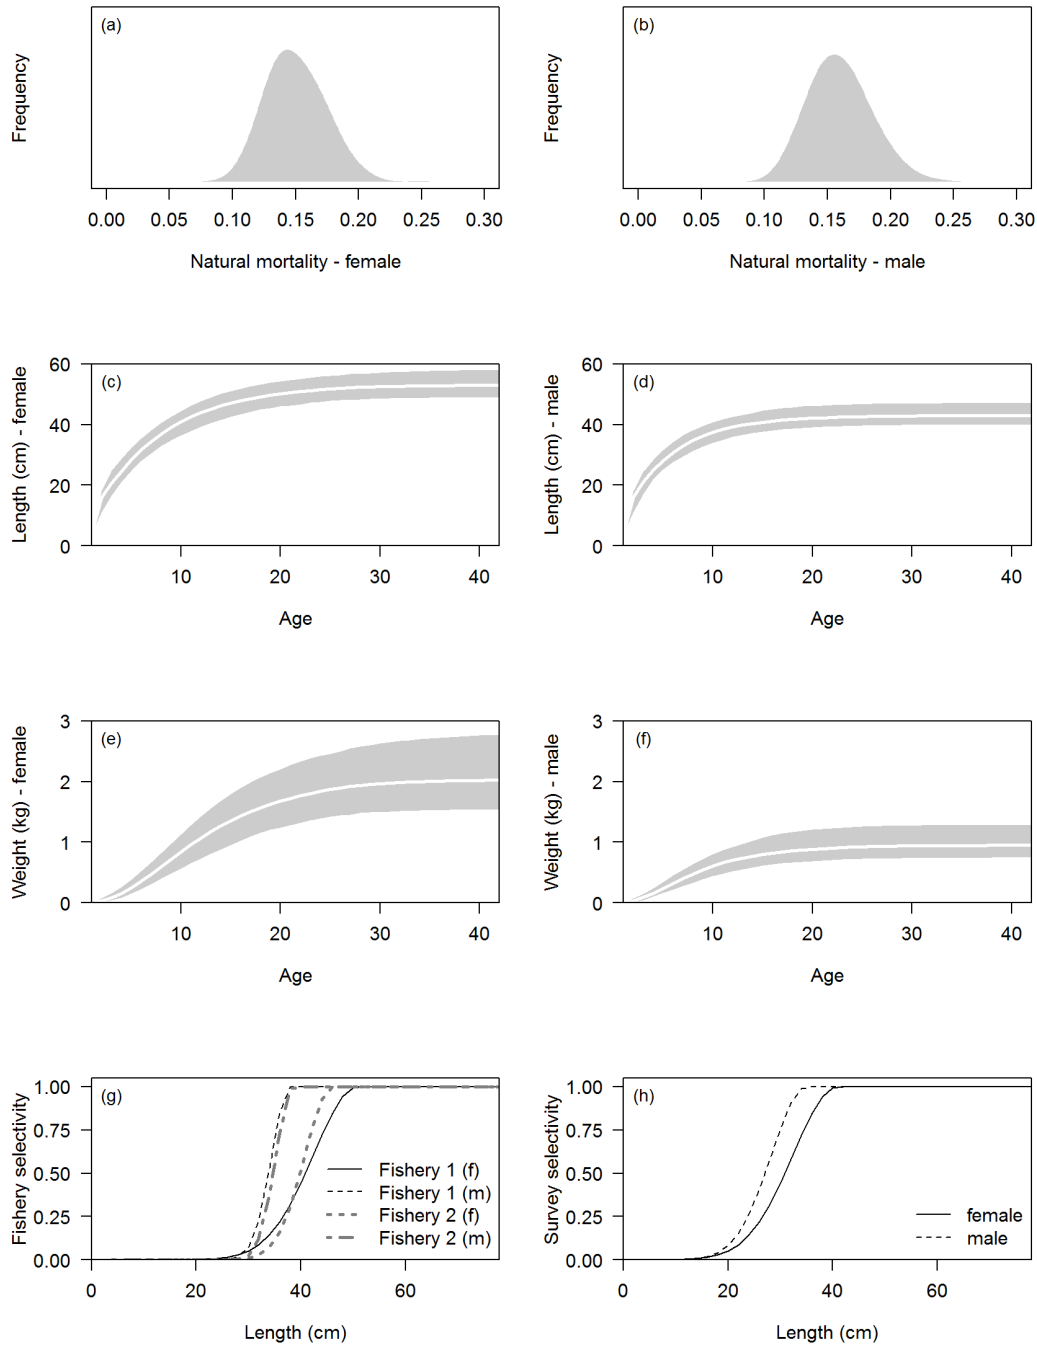 (a)
Frequency
0.00 0.05 0.10 0.15 0.20 0.25 0.30
Natural mortality - female
(b)
Frequency
0.00 0.05 0.10 0.15 0.20 0.25 0.30
Natural mortality - male
(c)
Length (cm) - female
60
40
20
0
10 20 30 40
Age
(d)
Length (cm) - male
60
40
20
0
10 20 30 40
Age
(e)
Weight (kg) - female
3
2
1
0
10 20 30 40
Age
(f)
Weight (kg) - male
3
2
1
0
10 20 30 40
Age
(g)
Fishery selectivity
1.00
0.75
0.50
0.25
0.00
Fishery 1 (f)
Fishery 1 (m)
Fishery 2 (f)
Fishery 2 (m)
0 20 40 60
Length (cm)
(h)
Survey selectivity
1.00
0.75
0.50
0.25
0.00
female
male
0 20 40 60
Length (cm)